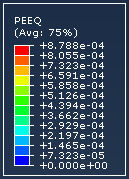 PEEQ
(Avg: 75%)
+8.788e-04
+8.055e-04
+7.323e-04
+6.591e-04
+5.858e-04
+5.126e-04
+4.394e-04
+3.662e-04
+2.929e-04
+2.197e-04
+1.465e-04
+7.323e-05
+0.000e+00